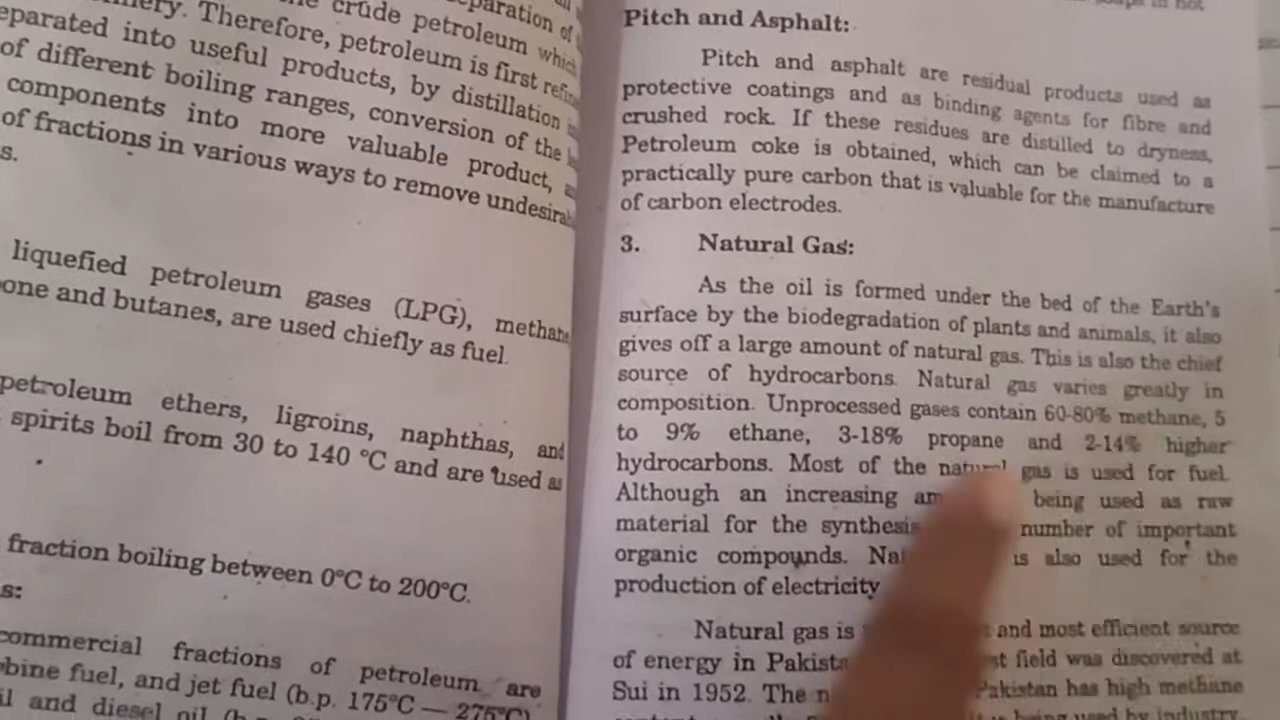 crude petroleum which
Therefore, petroleum is first
into useful products, by distillation
of different boiling ranges, conversion of the
components into more valuable product,
of fractions in various ways to remove
liquefied petroleum gases (LPG),
and butanes, are used chiefly as fuel.
petroleum ethers, ligroins, naphthas, and
spirits boil from 30 to 140 °C and are used as
fraction boiling between 0°C to 200°C.
commercial fractions of petroleum are
fuel, and jet fuel (b.p. 175°C — 275°C)
and diesel oil
Pitch and Asphalt:
Pitch and asphalt are residual products used as
protective coatings and as binding agents for fibre and
crushed rock. If these residues are distilled to dryness,
Petroleum coke is obtained, which can be claimed to a
practically pure carbon that is valuable for the manufacture
of carbon electrodes.
3. Natural Gas:
As the oil is formed under the bed of the Earth's
surface by the biodegradation of plants and animals, it also
gives off a large amount of natural gas. This is also the chief
source of hydrocarbons. Natural gas varies greatly in
composition. Unprocessed gases contain 60-80% methane, 5
to 9% ethane, 3-18% propane and 2-14% higher
hydrocarbons. Most of the natural gas is used for fuel.
Although an increasing being used as raw
material for the synthesis number of important
organic compounds. is also used for the
production of electricity
Natural gas is and most efficient source
of energy in field was discovered at
Sui in 1952. The Pakistan has high methane
being used by industry